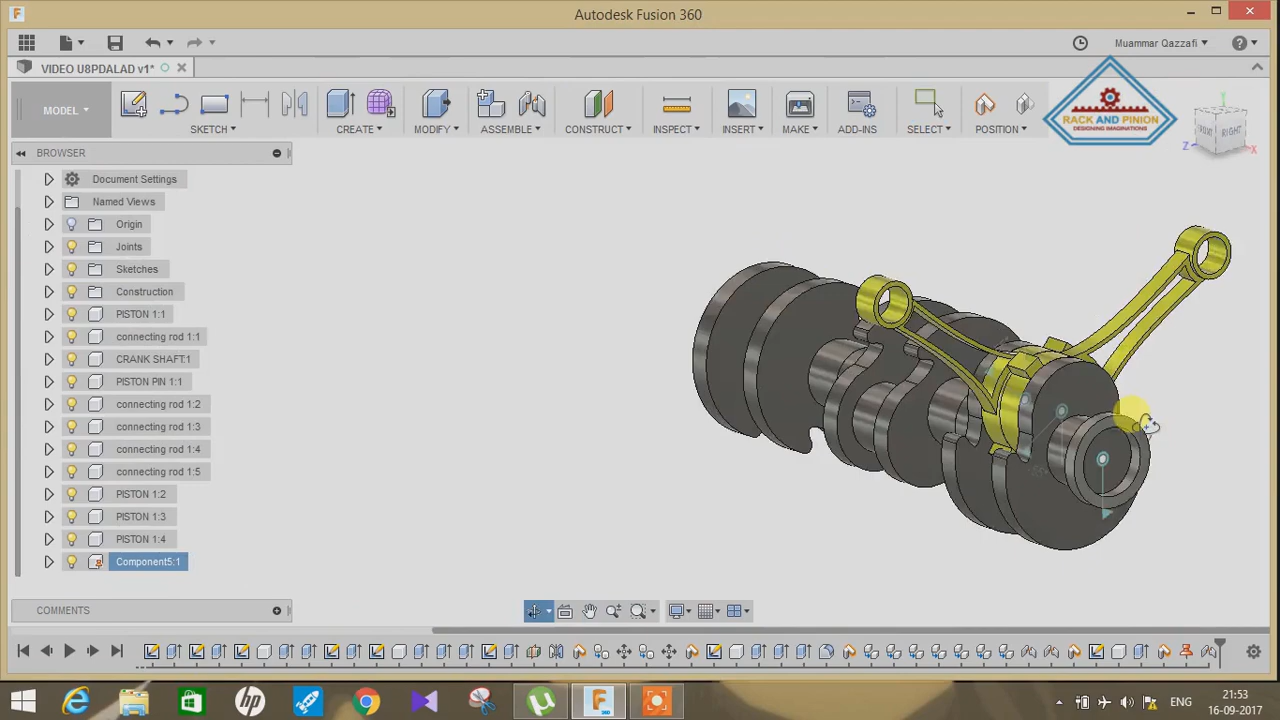 Autodesk Fusion 360
Muammar Qazzafi
VIDEO U8PDALAD v1*
MODEL
SKETCH
CREATE
MODIFY
ASSEMBLE
CONSTRUCT
INSPECT
INSERT
MAKE
ADD-INS
SELECT
POSITION
RACK AND PINION
DESIGNING IMAGINATIONS
RIGHT
Z
X
BROWSER
Document Settings
Named Views
Origin
Joints
Sketches
Construction
PISTON 1:1
connecting rod 1:1
CRANK SHAFT:1
PISTON PIN 1:1
connecting rod 1:2
connecting rod 1:3
connecting rod 1:4
connecting rod 1:5
PISTON 1:2
PISTON 1:3
PISTON 1:4
Component5:1
COMMENTS
ENG
21:53
16-09-2017